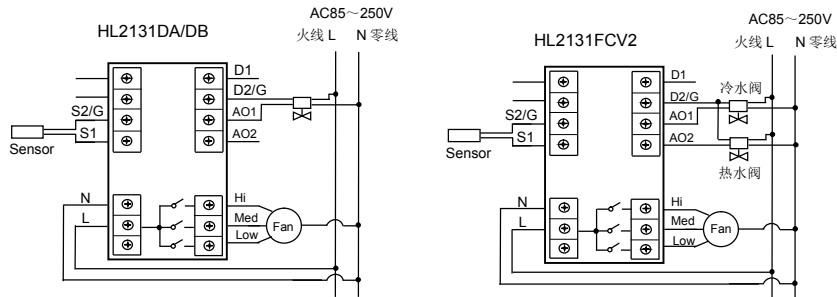 HL2131DA/DB
AC85～250V
火线 L
N 零线
D1
D2/G
AO1
AO2
S2/G
S1
Sensor
N
L
Hi
Med
Low
Fan
HL2131FCV2
AC85～250V
火线 L
N 零线
D1
D2/G
冷水阀
AO1
AO2
热水阀
S2/G
S1
Sensor
N
L
Hi
Med
Low
Fan